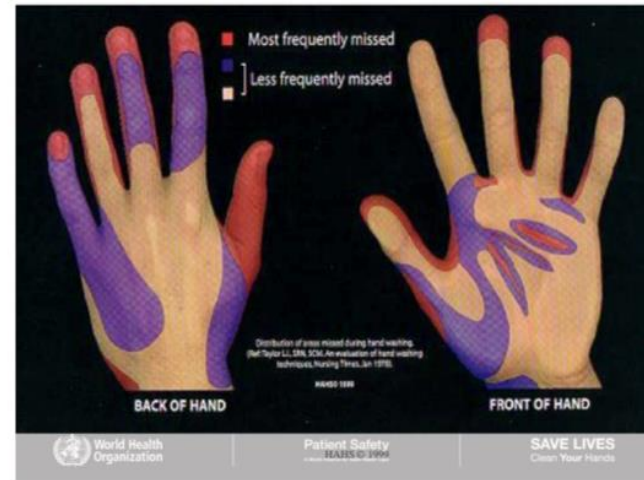 Most frequently missed
Less frequently missed
Distribution of areas missed during hand washing.
(Ref: Taylor L.J., SRN, SCM. An evaluation of hand washing
techniques, Nursing Times, Jan 1978).
HAHSO 1999
BACK OF HAND
FRONT OF HAND
World Health
Organization
Patient Safety
HAHS © 1999
SAVE LIVES
Clean Your Hands